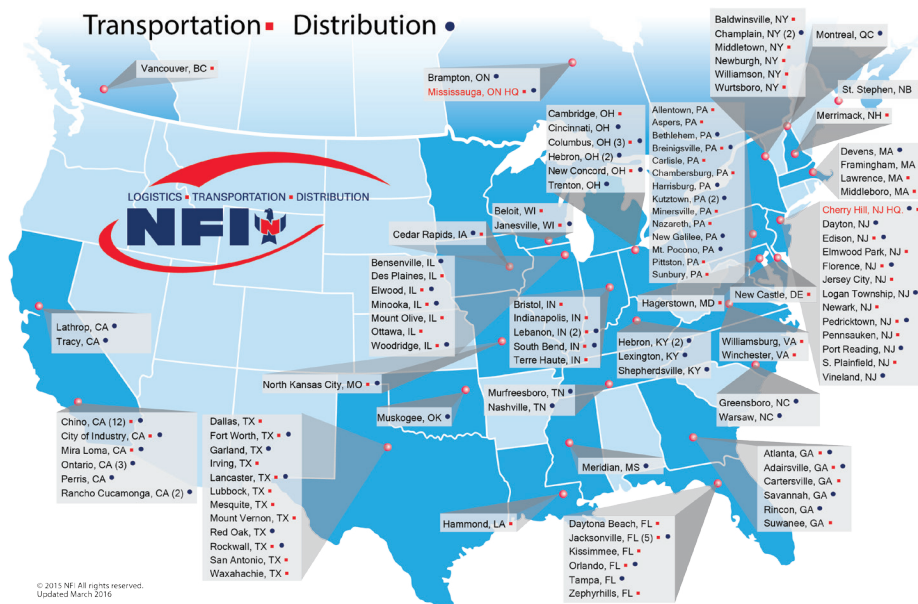 Transportation Distribution
Vancouver, BC
Brampton, ON
Mississauga, ON HQ
Baldwinsville, NY
Champlain, NY (2)
Middletown, NY
Newburgh, NY
Williamson, NY
Wurtsboro, NY
Montreal, QC
St. Stephen, NB
Merrimack, NH
Devens, MA
Framingham, MA
Lawrence, MA
Middleboro, MA
Cambridge, OH
Cincinnati, OH
Columbus, OH (3)
Hebron, OH (2)
New Concord, OH
Trenton, OH
Allentown, PA
Aspers, PA
Bethlehem, PA
Breinigsville, PA
Carlisle, PA
Chambersburg, PA
Harrisburg, PA
Kutztown, PA (2)
Minersville, PA
Nazareth, PA
New Galilee, PA
Mt. Pocono, PA
Pittston, PA
Sunbury, PA
LOGISTICS TRANSPORTATION DISTRIBUTION
NFI
N
Beloit, WI
Janesville, WI
Cedar Rapids, IA
Bensenville, IL
Des Plaines, IL
Elwood, IL
Minooka, IL
Mount Olive, IL
Ottawa, IL
Woodridge, IL
Bristol, IN
Indianapolis, IN
Lebanon, IN (2)
South Bend, IN
Terre Haute, IN
Hagerstown, MD
New Castle, DE
Cherry Hill, NJ HQ.
Dayton, NJ
Edison, NJ
Elmwood Park, NJ
Florence, NJ
Jersey City, NJ
Logan Township, NJ
Newark, NJ
Pedricktown, NJ
Pennsauken, NJ
Port Reading, NJ
S. Plainfield, NJ
Vineland, NJ
Lathrop, CA
Tracy, CA
Hebron, KY (2)
Lexington, KY
Shepherdsville, KY
Williamsburg, VA
Winchester, VA
North Kansas City, MO
Muskogee, OK
Murfreesboro, TN
Nashville, TN
Greensboro, NC
Warsaw, NC
Chino, CA (12)
City of Industry, CA
Mira Loma, CA
Ontario, CA (3)
Perris, CA
Rancho Cucamonga, CA (2)
Dallas, TX
Fort Worth, TX
Garland, TX
Irving, TX
Lancaster, TX
Lubbock, TX
Mesquite, TX
Mount Vernon, TX
Red Oak, TX
Rockwall, TX
San Antonio, TX
Waxahachie, TX
Meridian, MS
Hammond, LA
Daytona Beach, FL
Jacksonville, FL (5)
Kissimmee, FL
Orlando, FL
Tampa, FL
Zephyrhills, FL
Atlanta, GA
Adairsville, GA
Cartersville, GA
Savannah, GA
Rincon, GA
Suwanee, GA
© 2015 NFI All rights reserved.
Updated March 2016